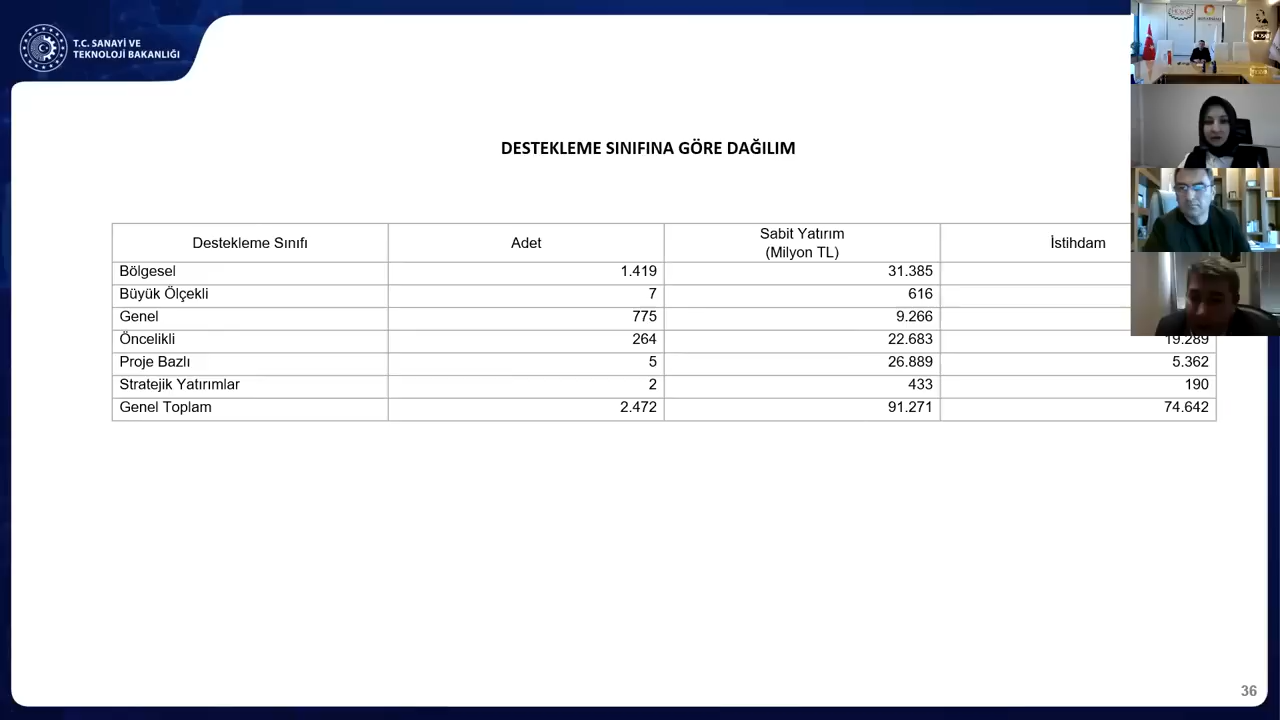 T.C. SANAYİ VE
TEKNOLOJİ BAKANLIĞI
DESTEKLEME SINIFINA GÖRE DAĞILIM
Destekleme Sınıfı Adet Sabit Yatırım (Milyon TL) İstihdam
Bölgesel 1.419 31.385
Büyük Ölçekli 7 616
Genel 775 9.266
Öncelikli 264 22.683 19.289
Proje Bazlı 5 26.889 5.362
Stratejik Yatırımlar 2 433 190
Genel Toplam 2.472 91.271 74.642
36